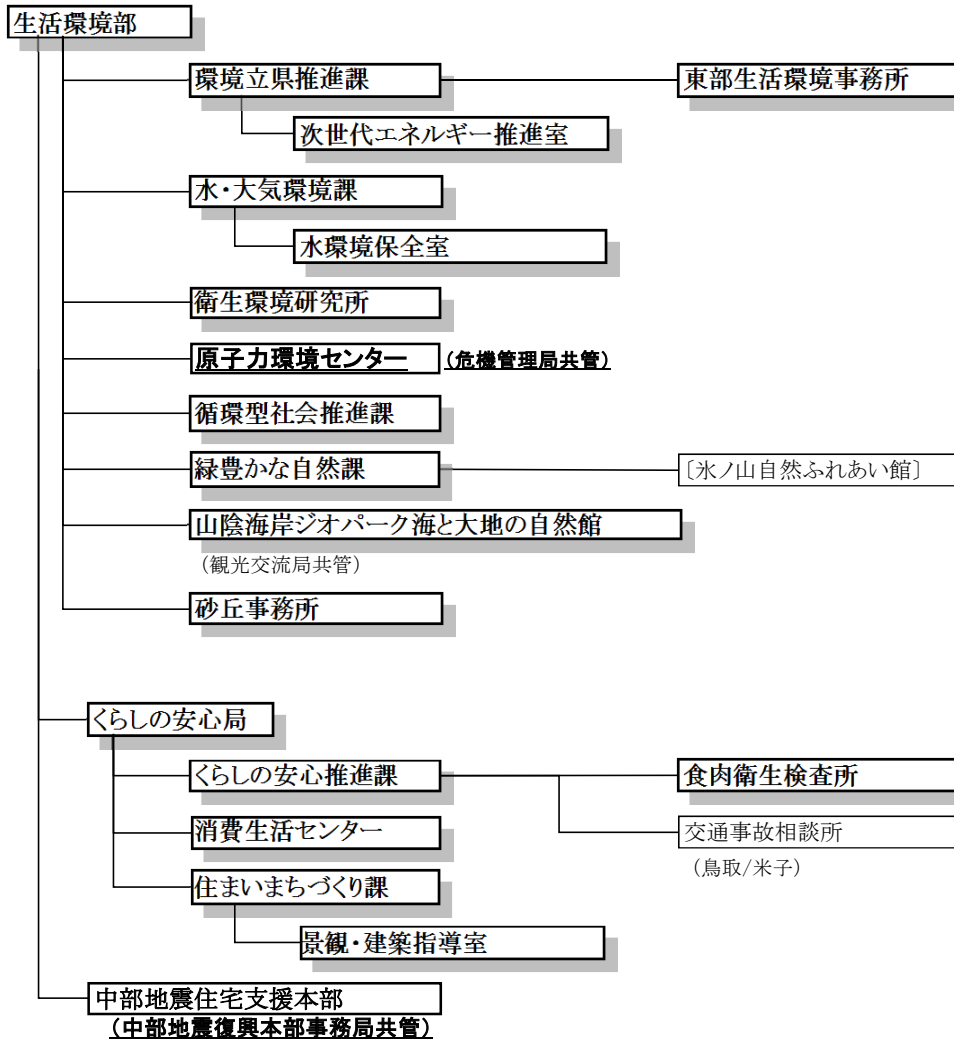 生活環境部
環境立県推進課
東部生活環境事務所
次世代エネルギー推進室
水・大気環境課
水環境保全室
衛生環境研究所
原子力環境センター (危機管理局共管)
循環型社会推進課
緑豊かな自然課
〔氷ノ山自然ふれあい館〕
山陰海岸ジオパーク海と大地の自然館
(観光交流局共管)
砂丘事務所
くらしの安心局
くらしの安心推進課
食肉衛生検査所
消費生活センター
交通事故相談所
(鳥取/米子)
住まいまちづくり課
景観・建築指導室
中部地震住宅支援本部
(中部地震復興本部事務局共管)